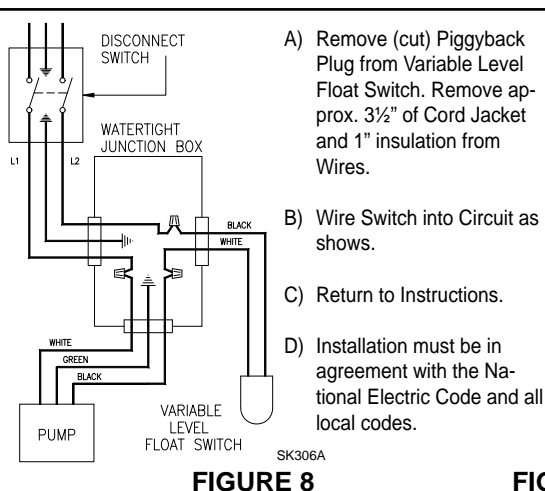 DISCONNECT
SWITCH
WATERTIGHT
JUNCTION BOX
L1
L2
BLACK
WHITE
WHITE
GREEN
BLACK
PUMP
VARIABLE
LEVEL
FLOAT SWITCH
SK306A
FIGURE 8
A) Remove (cut) Piggyback
Plug from Variable Level
Float Switch. Remove ap-
prox. 3½” of Cord Jacket
and 1” insulation from
Wires.
B) Wire Switch into Circuit as
shows.
C) Return to Instructions.
D) Installation must be in
agreement with the Na-
tional Electric Code and all
local codes.
FIG